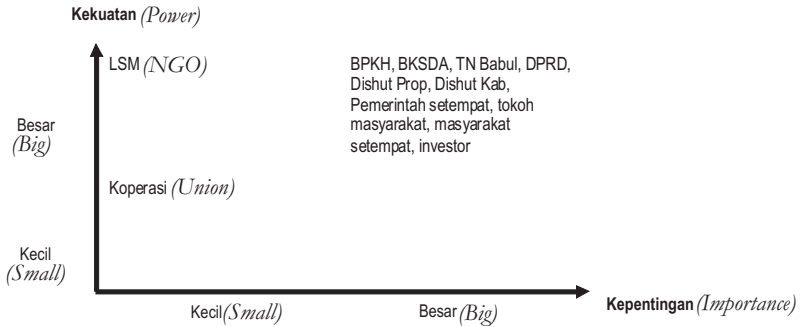 Kekuatan (Power)
LSM (NGO)
BPKH, BKSDA, TN Babul, DPRD,
Dishut Prop, Dishut Kab,
Pemerintah setempat, tokoh
masyarakat, masyarakat
setempat, investor
Besar
(Big)
Koperasi (Union)
Kecil
(Small)
Kecil(Small)
Besar (Big)
Kepentingan (Importance)